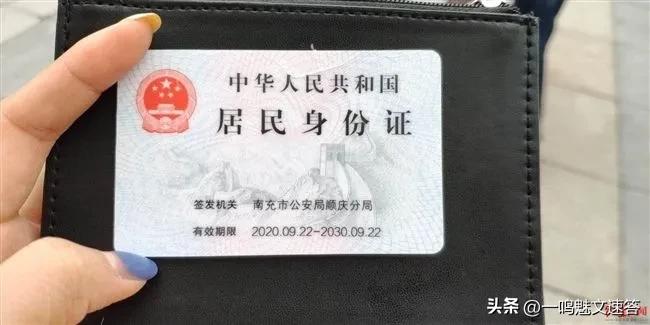 中华人民共和国
居民身份证
签发机关 南充市公安局顺庆分局
有效期限 2020.09.22-2030.09.22
头条 @一鸣魅文速答